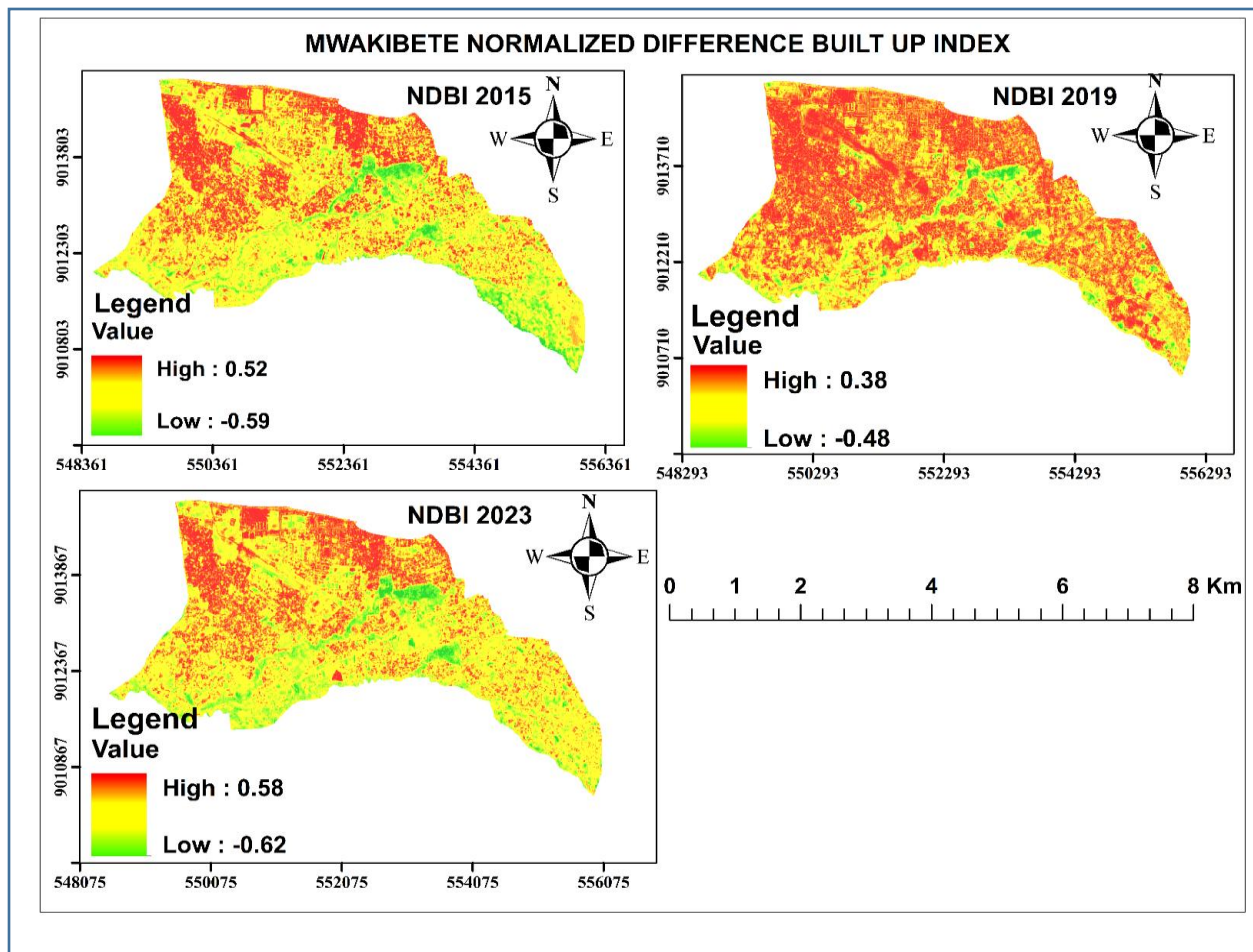 MWAKIBETE NORMALIZED DIFFERENCE BUILT UP INDEX
NDBI 2015
N
W
E
S
9013803
9012303
9010803
Legend
Value
High : 0.52
Low : -0.59
548361
550361
552361
554361
556361
NDBI 2019
N
W
E
S
9013710
9012210
9010710
Legend
Value
High : 0.38
Low : -0.48
548293
550293
552293
554293
556293
NDBI 2023
N
W
E
S
9013867
9012367
9010867
Legend
Value
High : 0.58
Low : -0.62
548075
550075
552075
554075
556075
0 1 2 4 6 8 Km